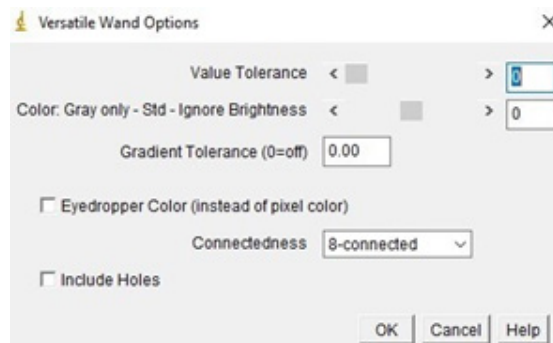 Versatile Wand Options
Value Tolerance < > 0
Color: Gray only - Std - Ignore Brightness < > 0
Gradient Tolerance (0=off) 0.00
Eyedropper Color (instead of pixel color)
Connectedness 8-connected
Include Holes
OK Cancel Help